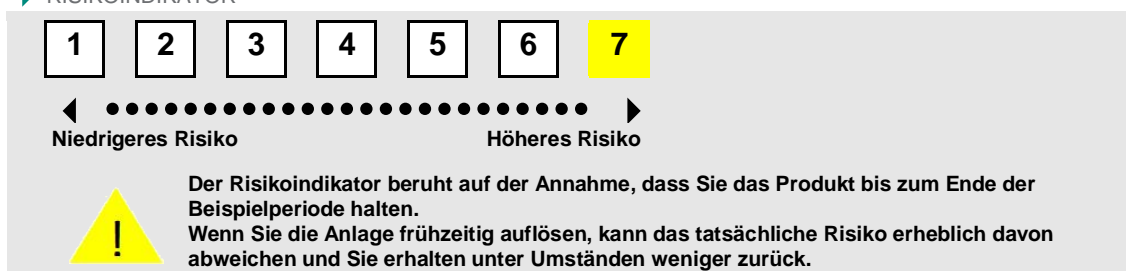 RISIKOINDIKATOR
1 2 3 4 5 6 7
Niedrigeres Risiko Höheres Risiko
Der Risikoindikator beruht auf der Annahme, dass Sie das Produkt bis zum Ende der
Beispielperiode halten.
! Wenn Sie die Anlage frühzeitig auflösen, kann das tatsächliche Risiko erheblich davon
abweichen und Sie erhalten unter Umständen weniger zurück.